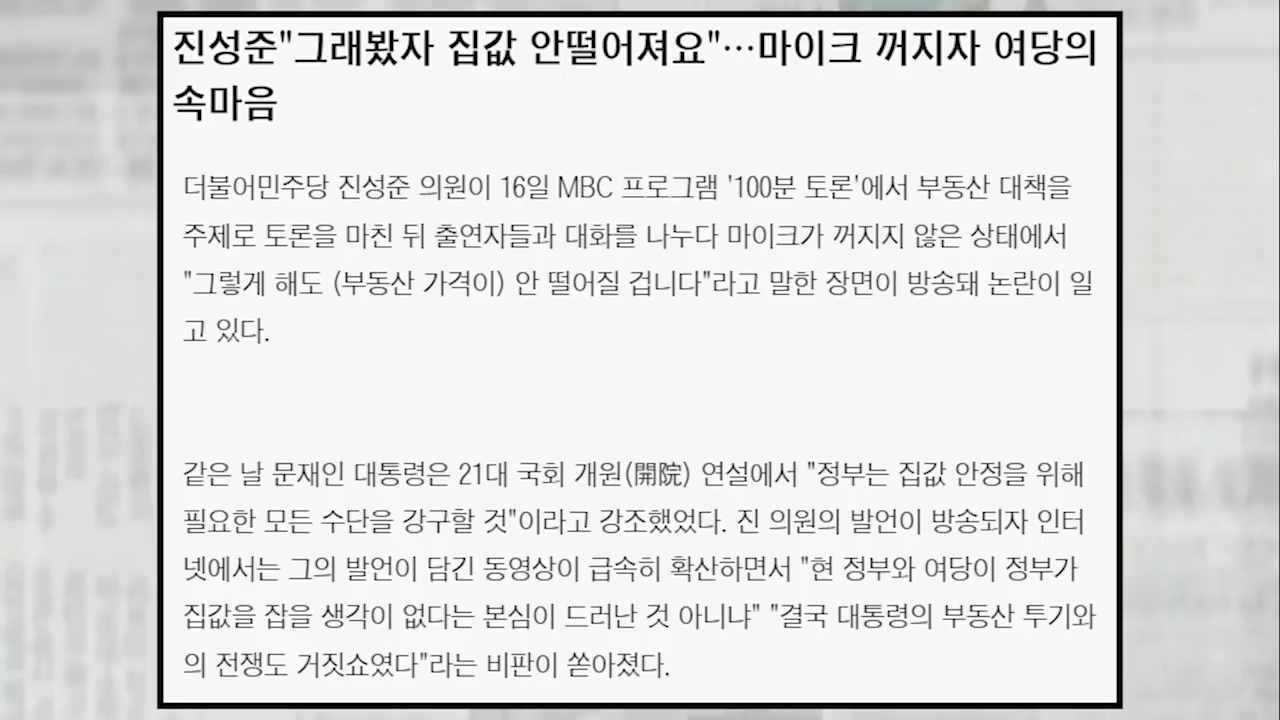 진성준"그래봤자 집값 안떨어져요"…마이크 꺼지자 여당의
속마음
더불어민주당 진성준 의원이 16일 MBC 프로그램 '100분 토론'에서 부동산 대책을
주제로 토론을 마친 뒤 출연자들과 대화를 나누다 마이크가 꺼지지 않은 상태에서
"그렇게 해도 (부동산 가격이) 안 떨어질 겁니다"라고 말한 장면이 방송돼 논란이 일
고 있다.
같은 날 문재인 대통령은 21대 국회 개원(開院) 연설에서 "정부는 집값 안정을 위해
필요한 모든 수단을 강구할 것"이라고 강조했었다. 진 의원의 발언이 방송되자 인터
넷에서는 그의 발언이 담긴 동영상이 급속히 확산하면서 "현 정부와 여당이 정부가
집값을 잡을 생각이 없다는 본심이 드러난 것 아니냐" "결국 대통령의 부동산 투기와
의 전쟁도 거짓쇼였다"라는 비판이 쏟아졌다.